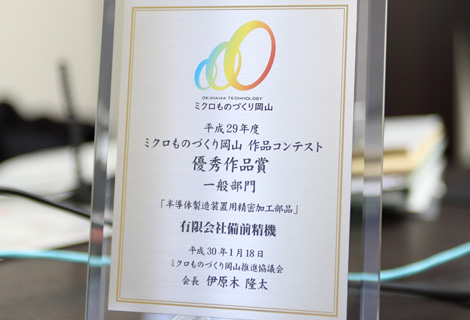 OKAYAMA TECHNOLOGY
ミクロものづくり岡山
平成29年度
ミクロものづくり岡山 作品コンテスト
優秀作品賞
一般部門
「半導体製造装置用精密加工部品」
有限会社備前精機
平成30年1月18日
ミクロものづくり岡山推進協議会
会長 伊原木 隆太